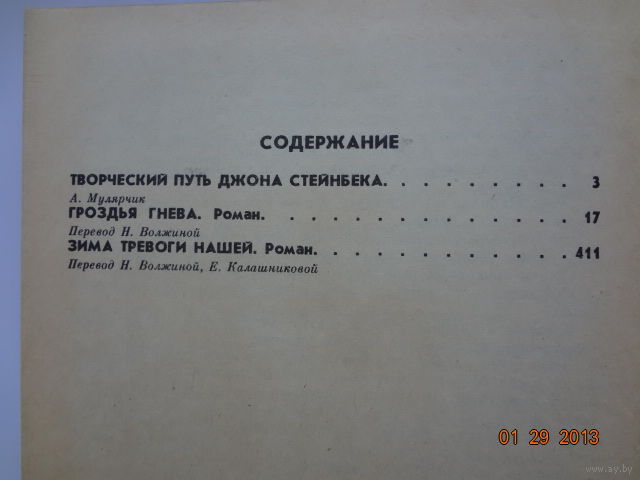 СОДЕРЖАНИЕ
ТВОРЧЕСКИЙ ПУТЬ ДЖОНА СТЕЙНБЕКА. . . . . . . . . 3
А. Мулярчик
ГРОЗДЬЯ ГНЕВА. Роман. . . . . . . . . . . . . . 17
Перевод Н. Волжиной
ЗИМА ТРЕВОГИ НАШЕЙ. Роман. . . . . . . . . . . . 411
Перевод Н. Волжиной, Е. Калашниковой
01 29 2013
www.ay.by